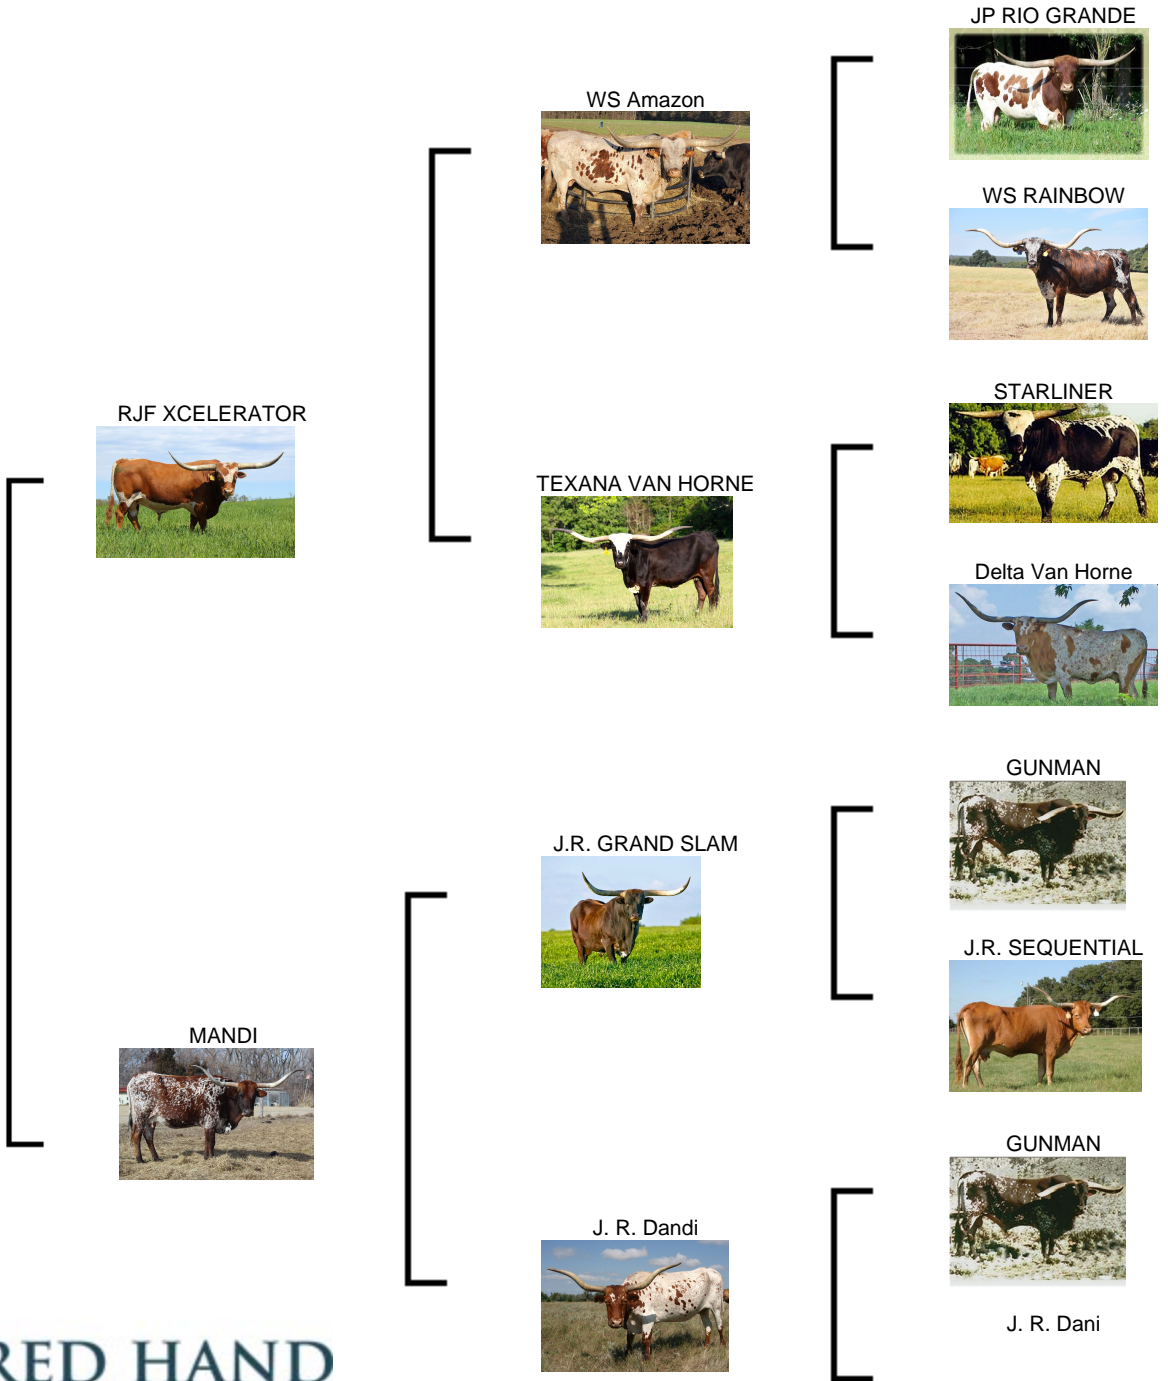 JP RIO GRANDE
WS Amazon
WS RAINBOW
STARLINER
RJF XCELERATOR
TEXANA VAN HORNE
Delta Van Horne
GUNMAN
J.R. GRAND SLAM
J.R. SEQUENTIAL
MANDI
GUNMAN
J. R. Dandi
J. R. Dani
RED HAND